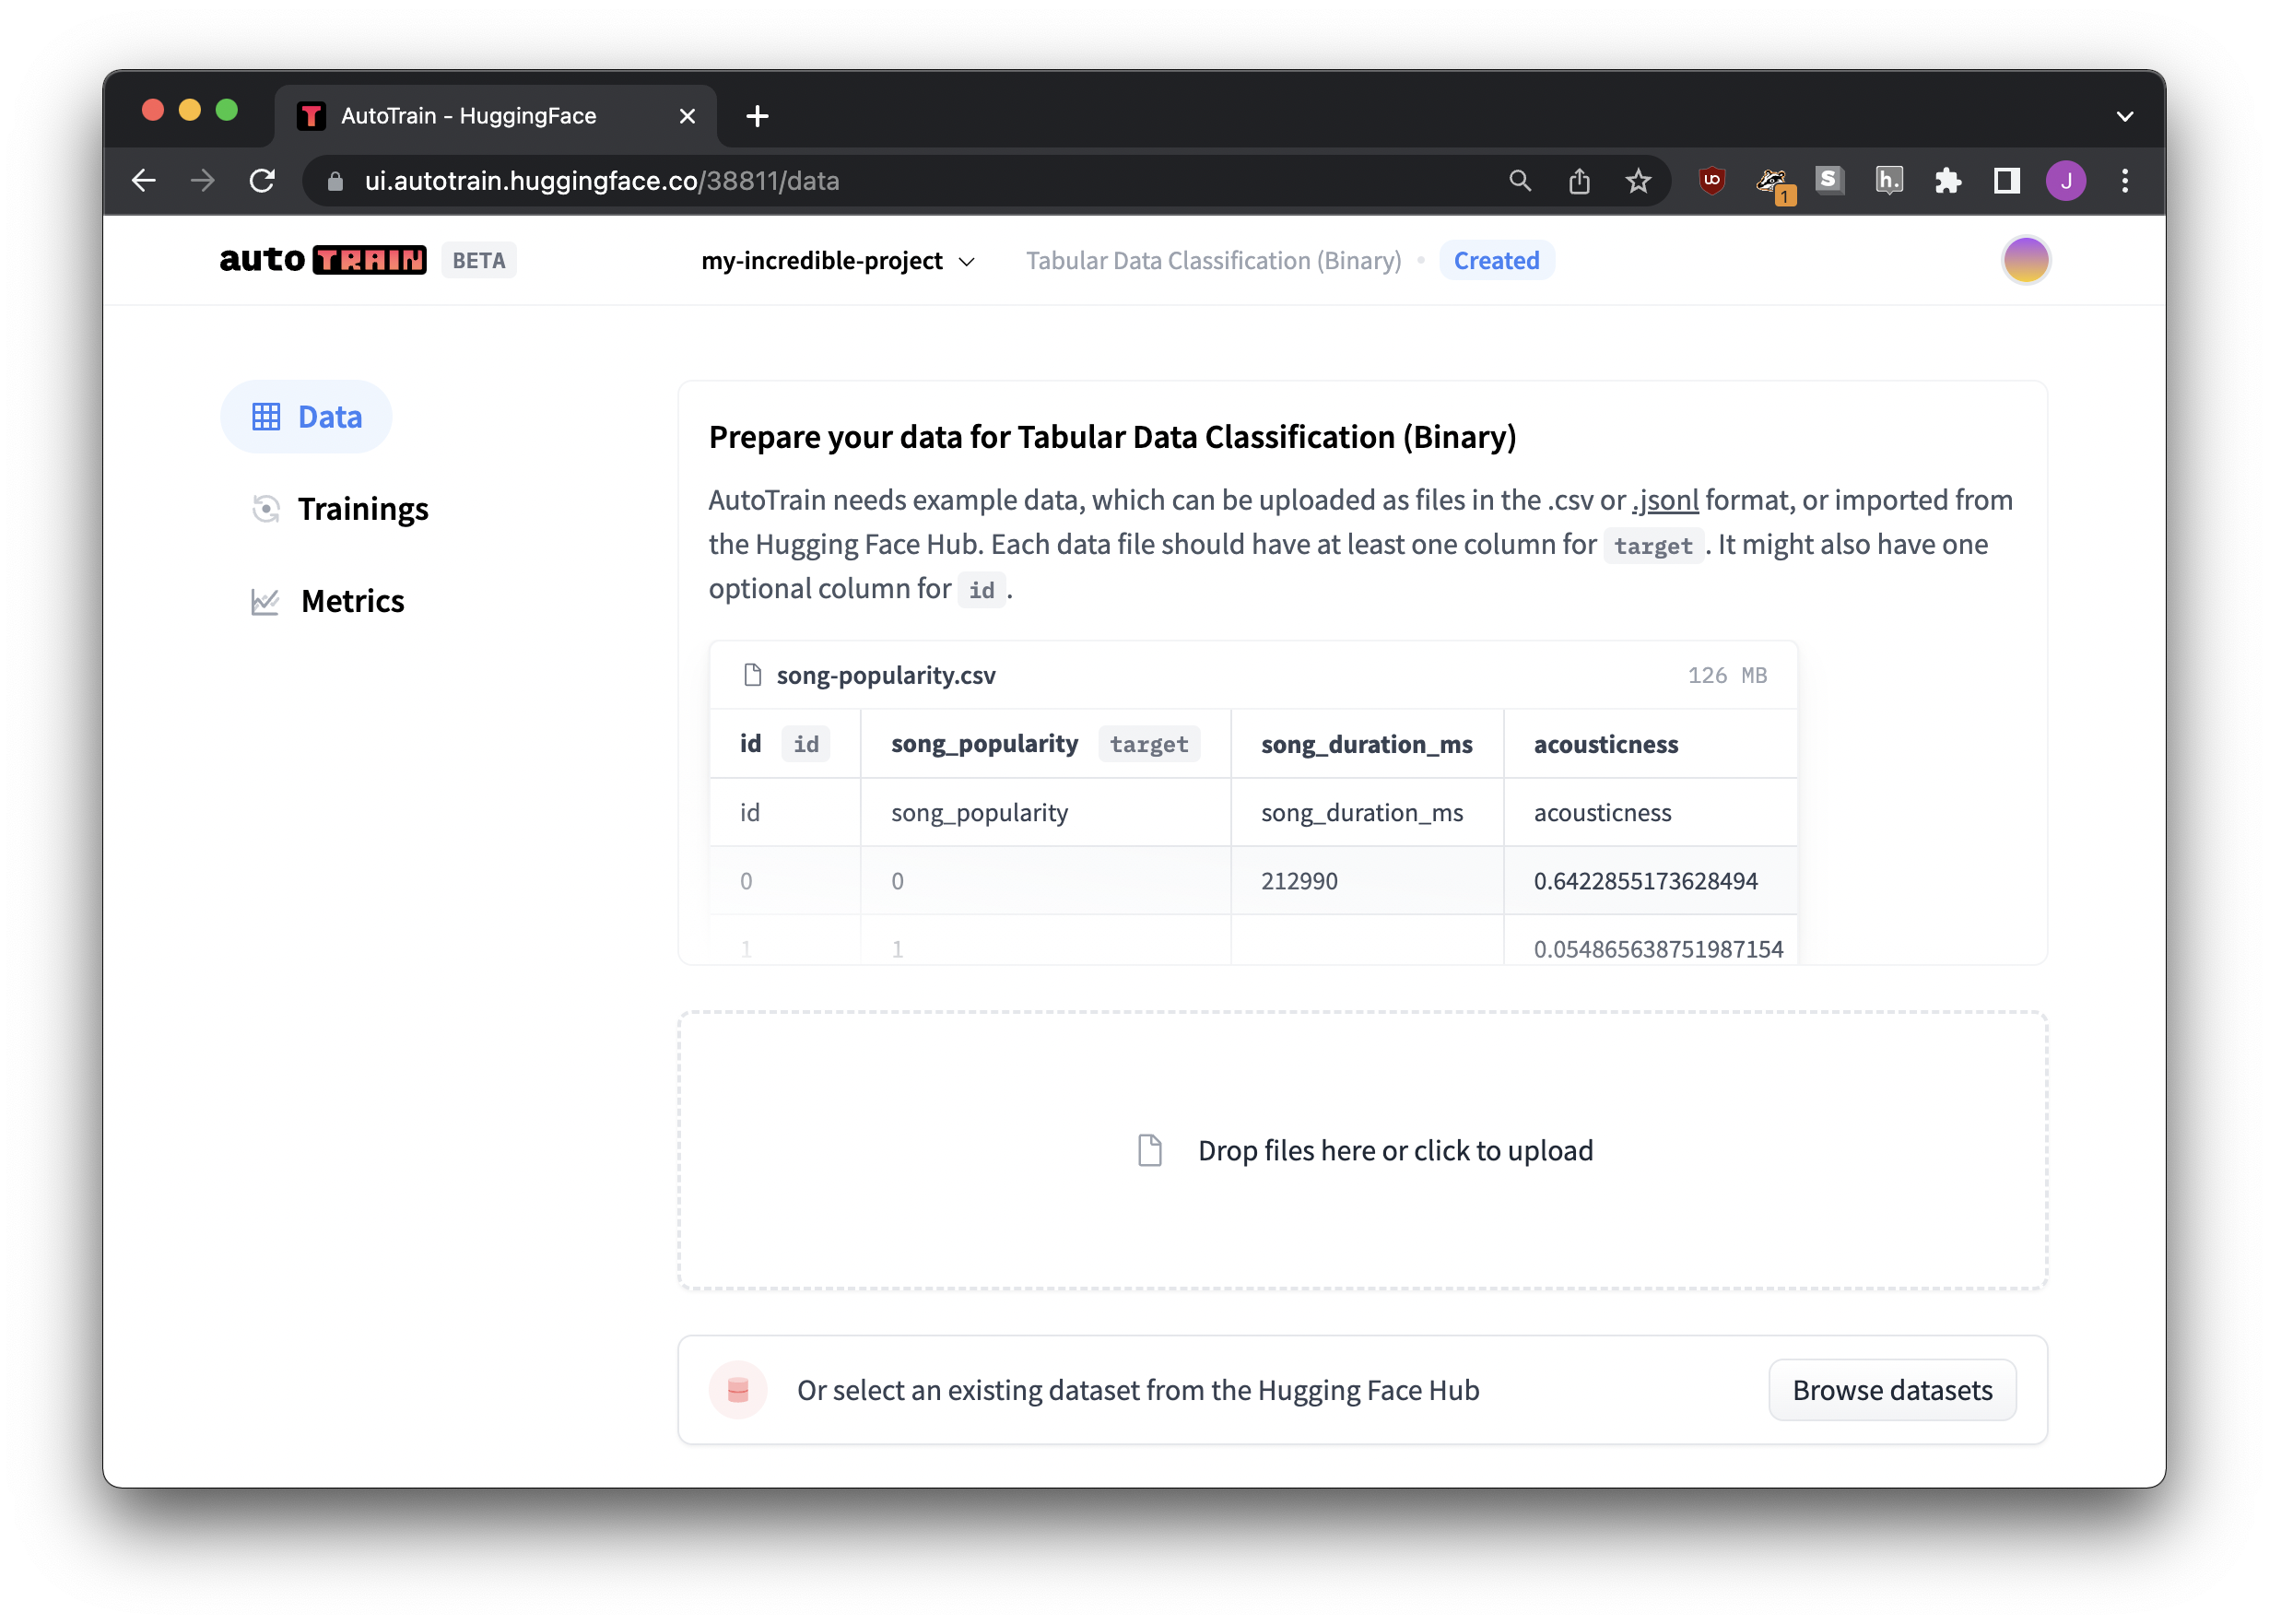 AutoTrain - HuggingFace
ui.autotrain.huggingface.co/38811/data
1
S
h.
J
auto TRAIN BETA
my-incredible-project
Tabular Data Classification (Binary) • Created
Data
Trainings
Metrics
Prepare your data for Tabular Data Classification (Binary)
AutoTrain needs example data, which can be uploaded as files in the .csv or .jsonl format, or imported from
the Hugging Face Hub. Each data file should have at least one column for target . It might also have one
optional column for id .
song-popularity.csv 126 MB
id id song_popularity target song_duration_ms acousticness
id song_popularity song_duration_ms acousticness
0 0 212990 0.6422855173628494
1 1 0.054865638751987154
Drop files here or click to upload
Or select an existing dataset from the Hugging Face Hub
Browse datasets